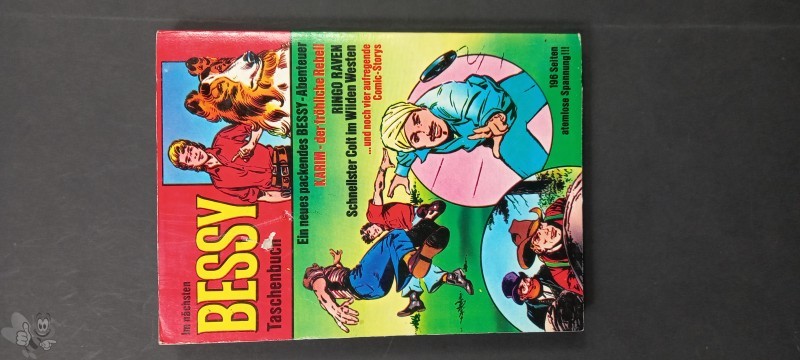 Im nächsten
BESSY
Taschenbuch
Ein neues packendes BESSY-Abenteuer
KARIM - der fröhliche Rebell
RINGO RAVEN
Schnellster Colt im Wilden Westen
...und noch vier aufregende
Comic-Storys
196 Seiten
atemlose Spannung!!!